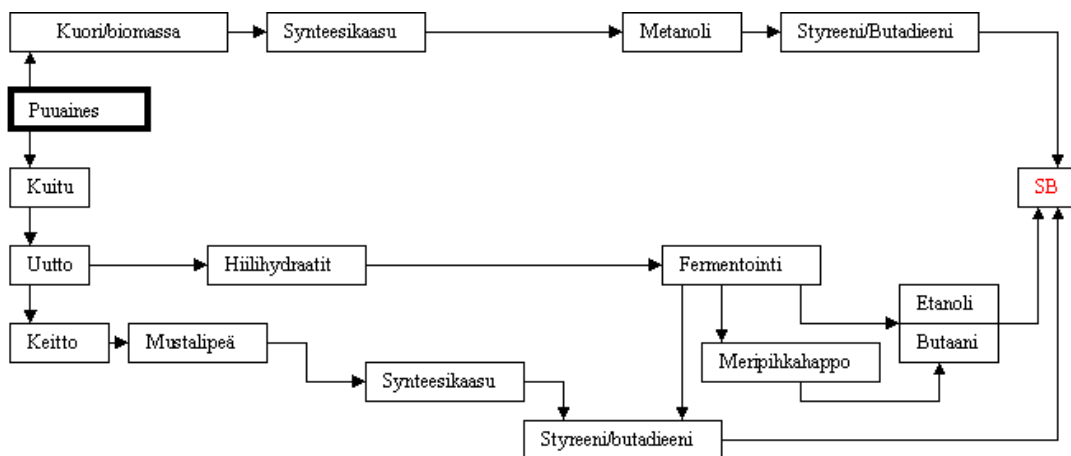 Kuori/biomassa
Synteesikaasu
Metanoli
Styreeni/Butadieeni
Puuaines
Kuitu
SB
Uutto
Hiilihydraatit
Fermentointi
Etanoli
Butaani
Keitto
Mustalipeä
Meripihkahappo
Synteesikaasu
Styreeni/butadieeni